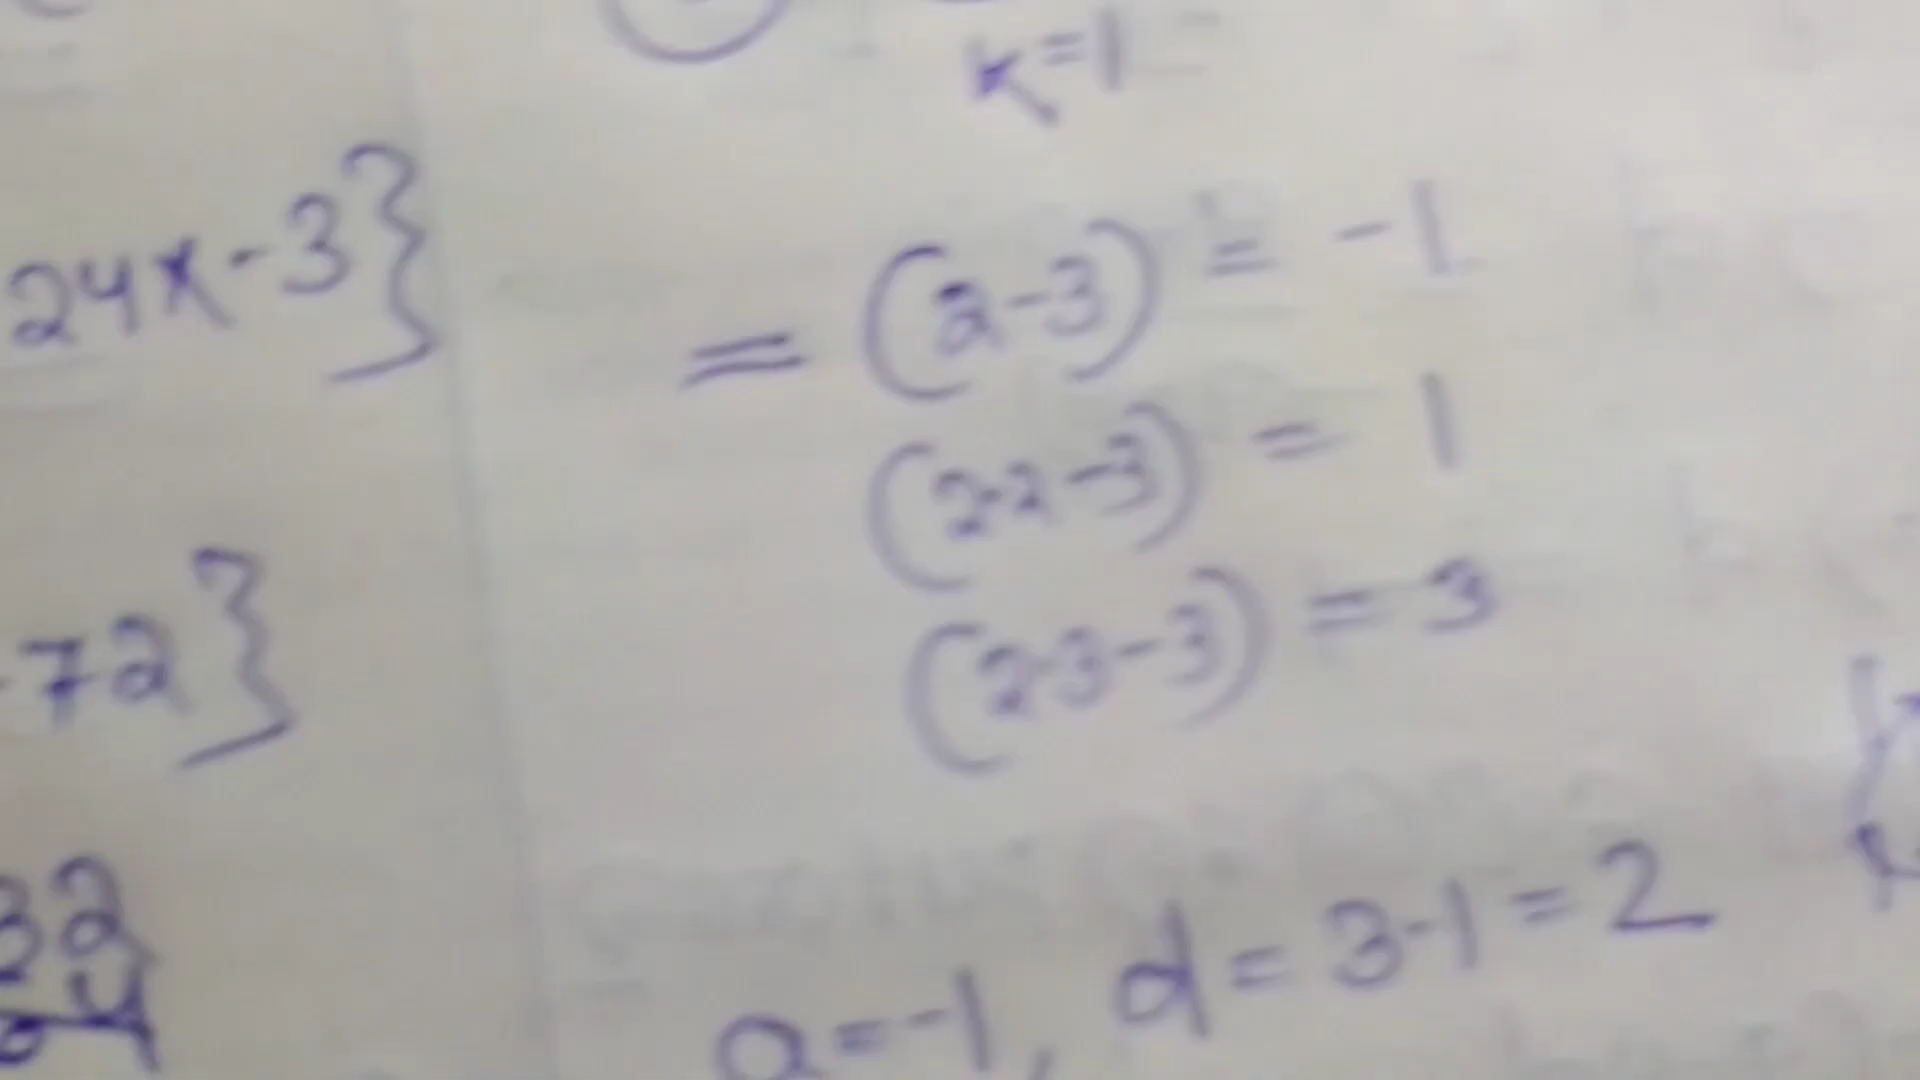 K=1
24x-3}
= (2-3) = -1
(2·2-3) = 1
(2·3-3) = 3
72}
a=-1, d=3-1=2